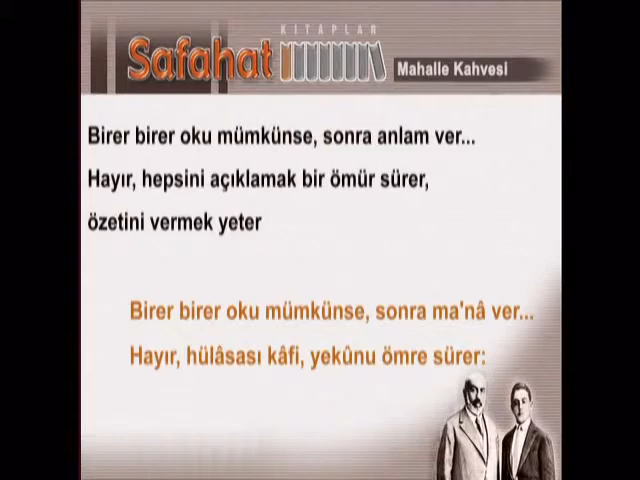 KİTAPLAR
Safahat
Mahalle Kahvesi
Birer birer oku mümkünse, sonra anlam ver...
Hayır, hepsini açıklamak bir ömür sürer,
özetini vermek yeter
Birer birer oku mümkünse, sonra ma'nâ ver...
Hayır, hülâsası kâfi, yekûnu ömre sürer: